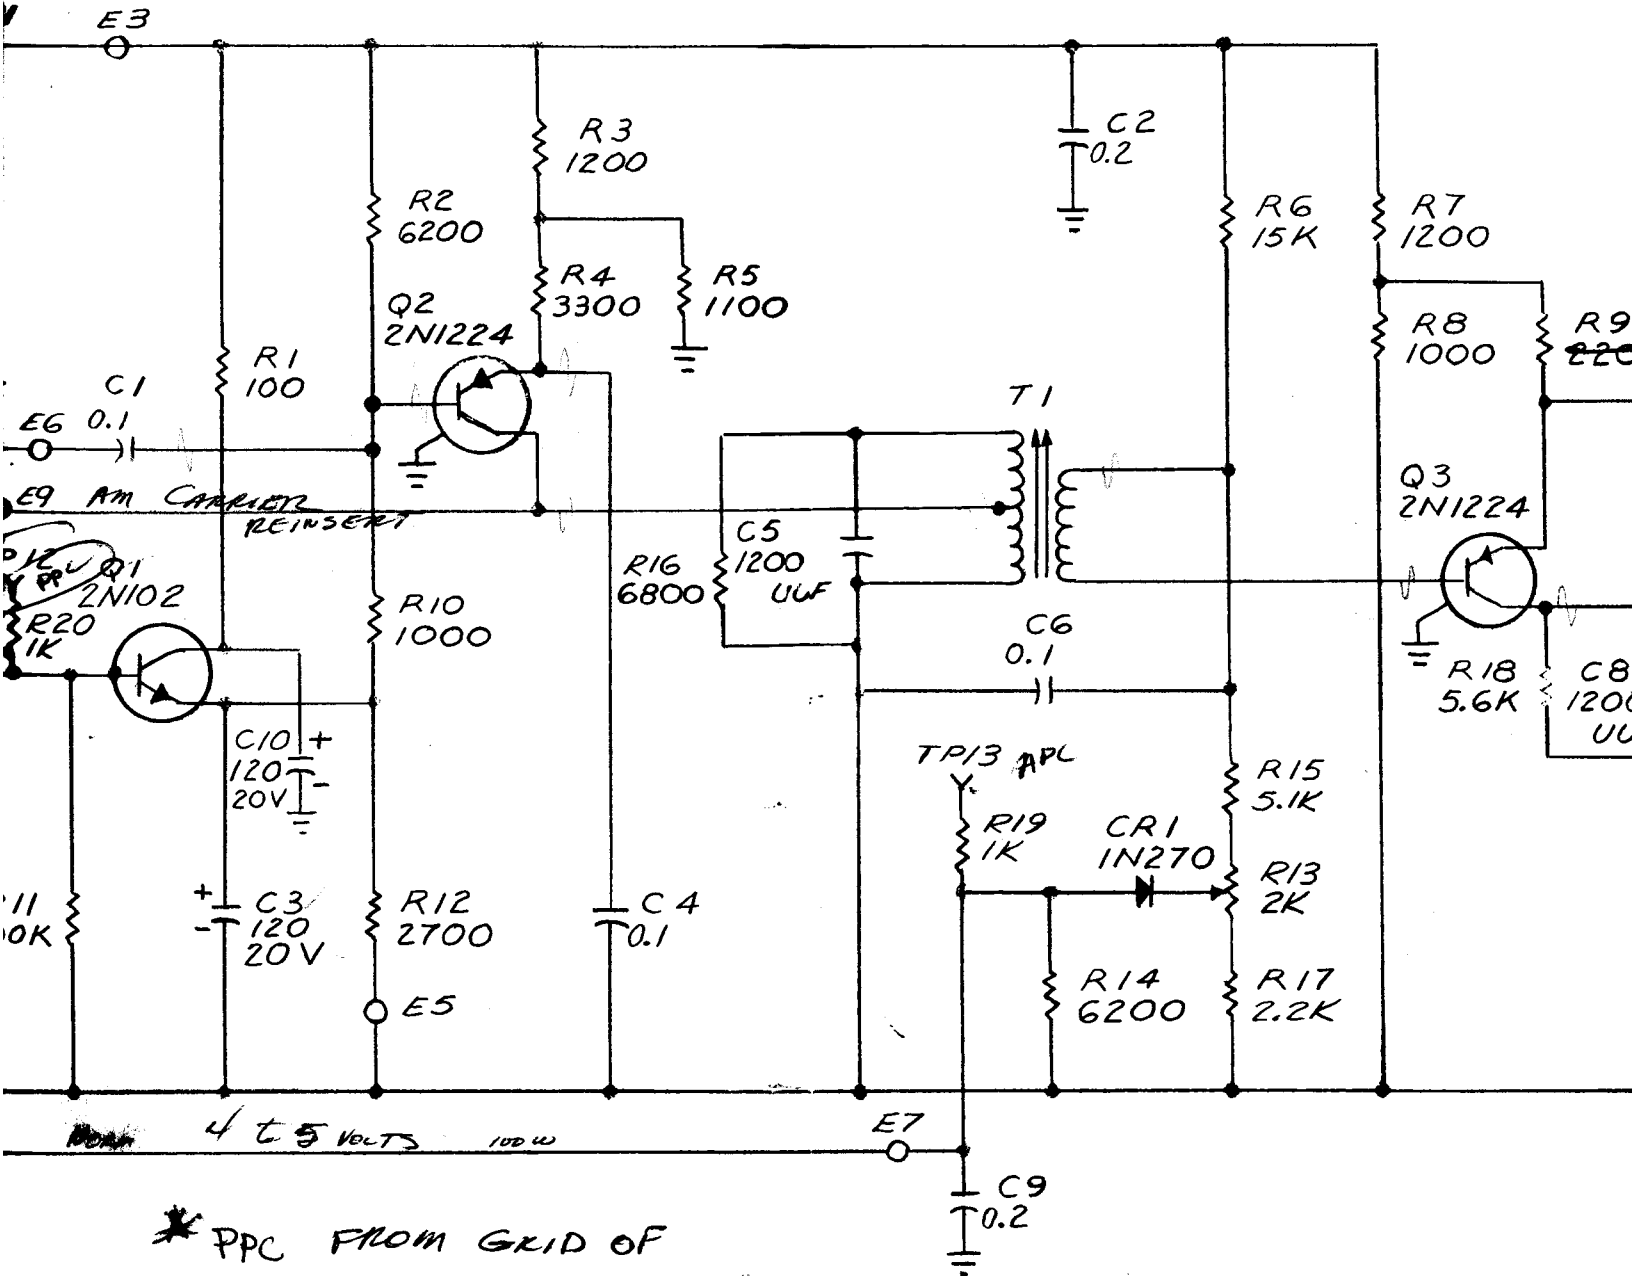 E3
R3
1200
C2
0.2
R2
6200
R6
15K
R7
1200
R4
3300
R5
1100
Q2
2N1224
R8
1000
R9
R1
100
C1
0.1
E6
T1
E9 AM CARRIER
REINSERT
Q3
2N1224
C5
1200
UUF
R16
6800
PPC
Q1
2N102
R20
1K
R10
1000
C6
0.1
R18
5.6K
C8
C10 +
120
20V -
TP13 APC
R15
5.1K
R19
1K
CR1
1N270
R13
2K
+
-
C3
120
20V
R12
2700
C4
0.1
R14
6200
R17
2.2K
E5
NORM 4 t 5 VOLTS 100W
E7
C9
0.2
* PPC FROM GRID OF